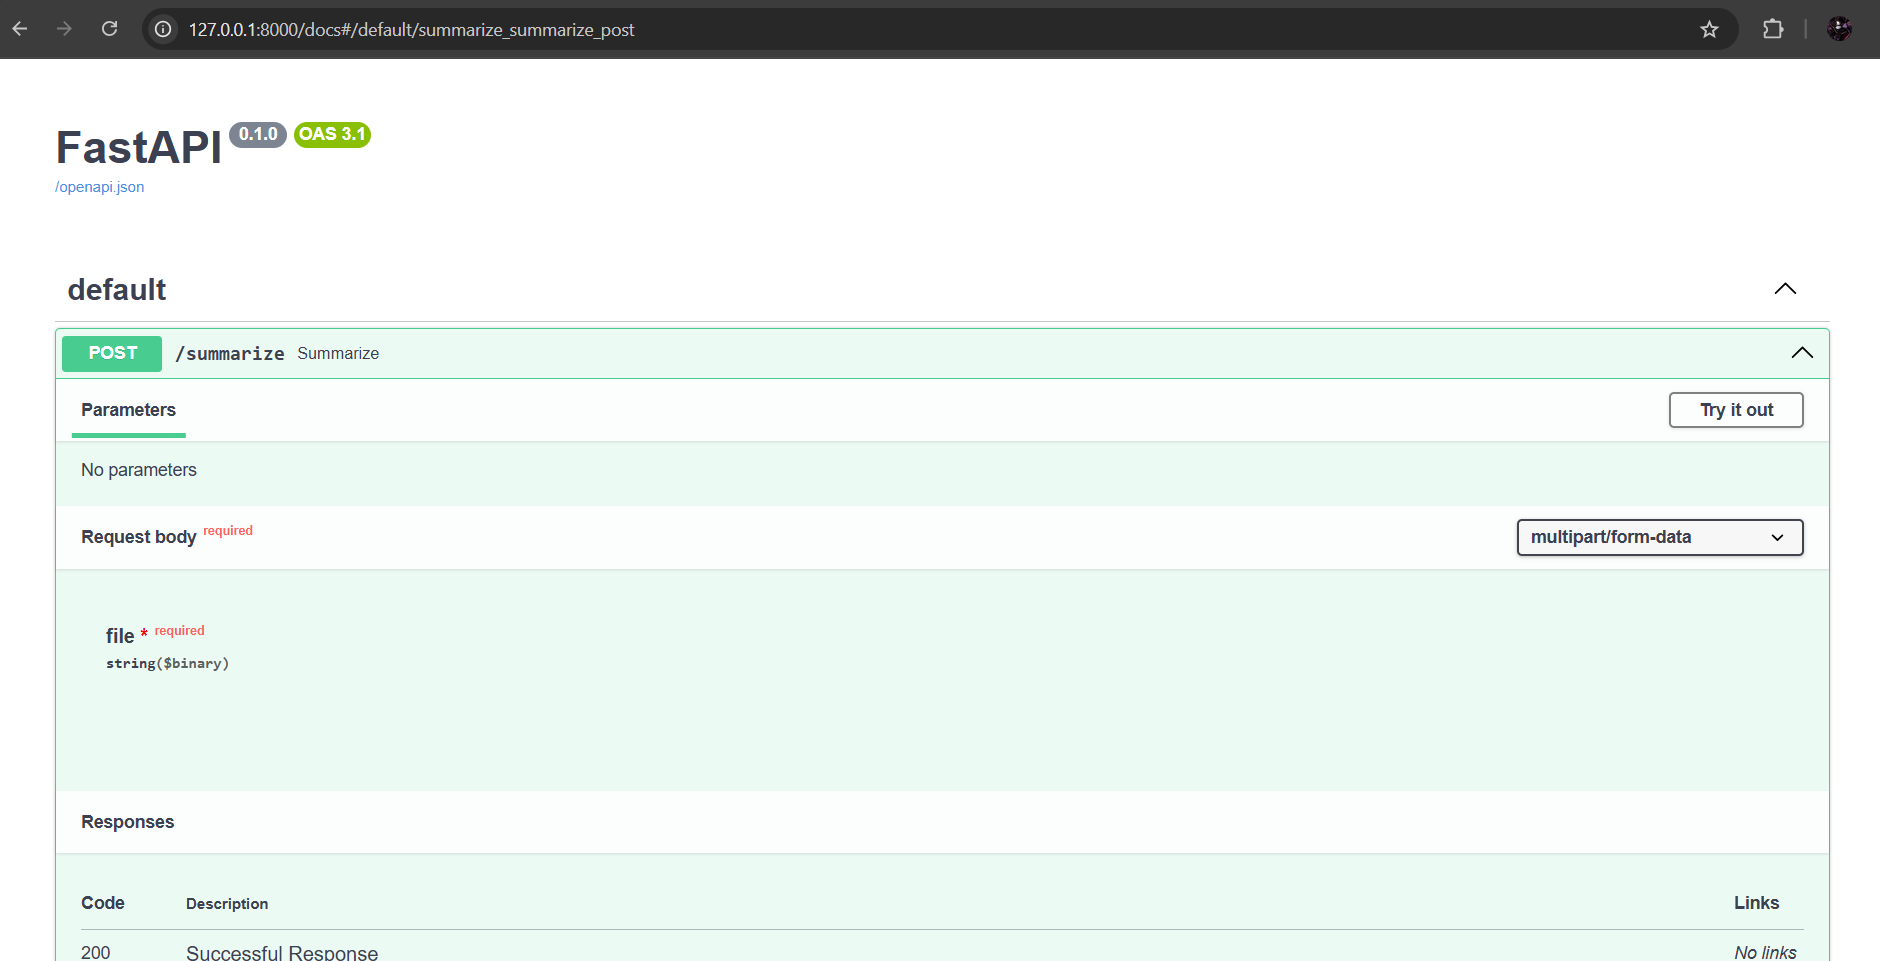 127.0.0.1:8000/docs#/default/summarize_summarize_post
FastAPI 0.1.0 OAS 3.1
/openapi.json
default
POST /summarize Summarize
Parameters Try it out
No parameters
Request body required multipart/form-data
file * required
string($binary)
Responses
Code Description Links
200 Successful Response No links